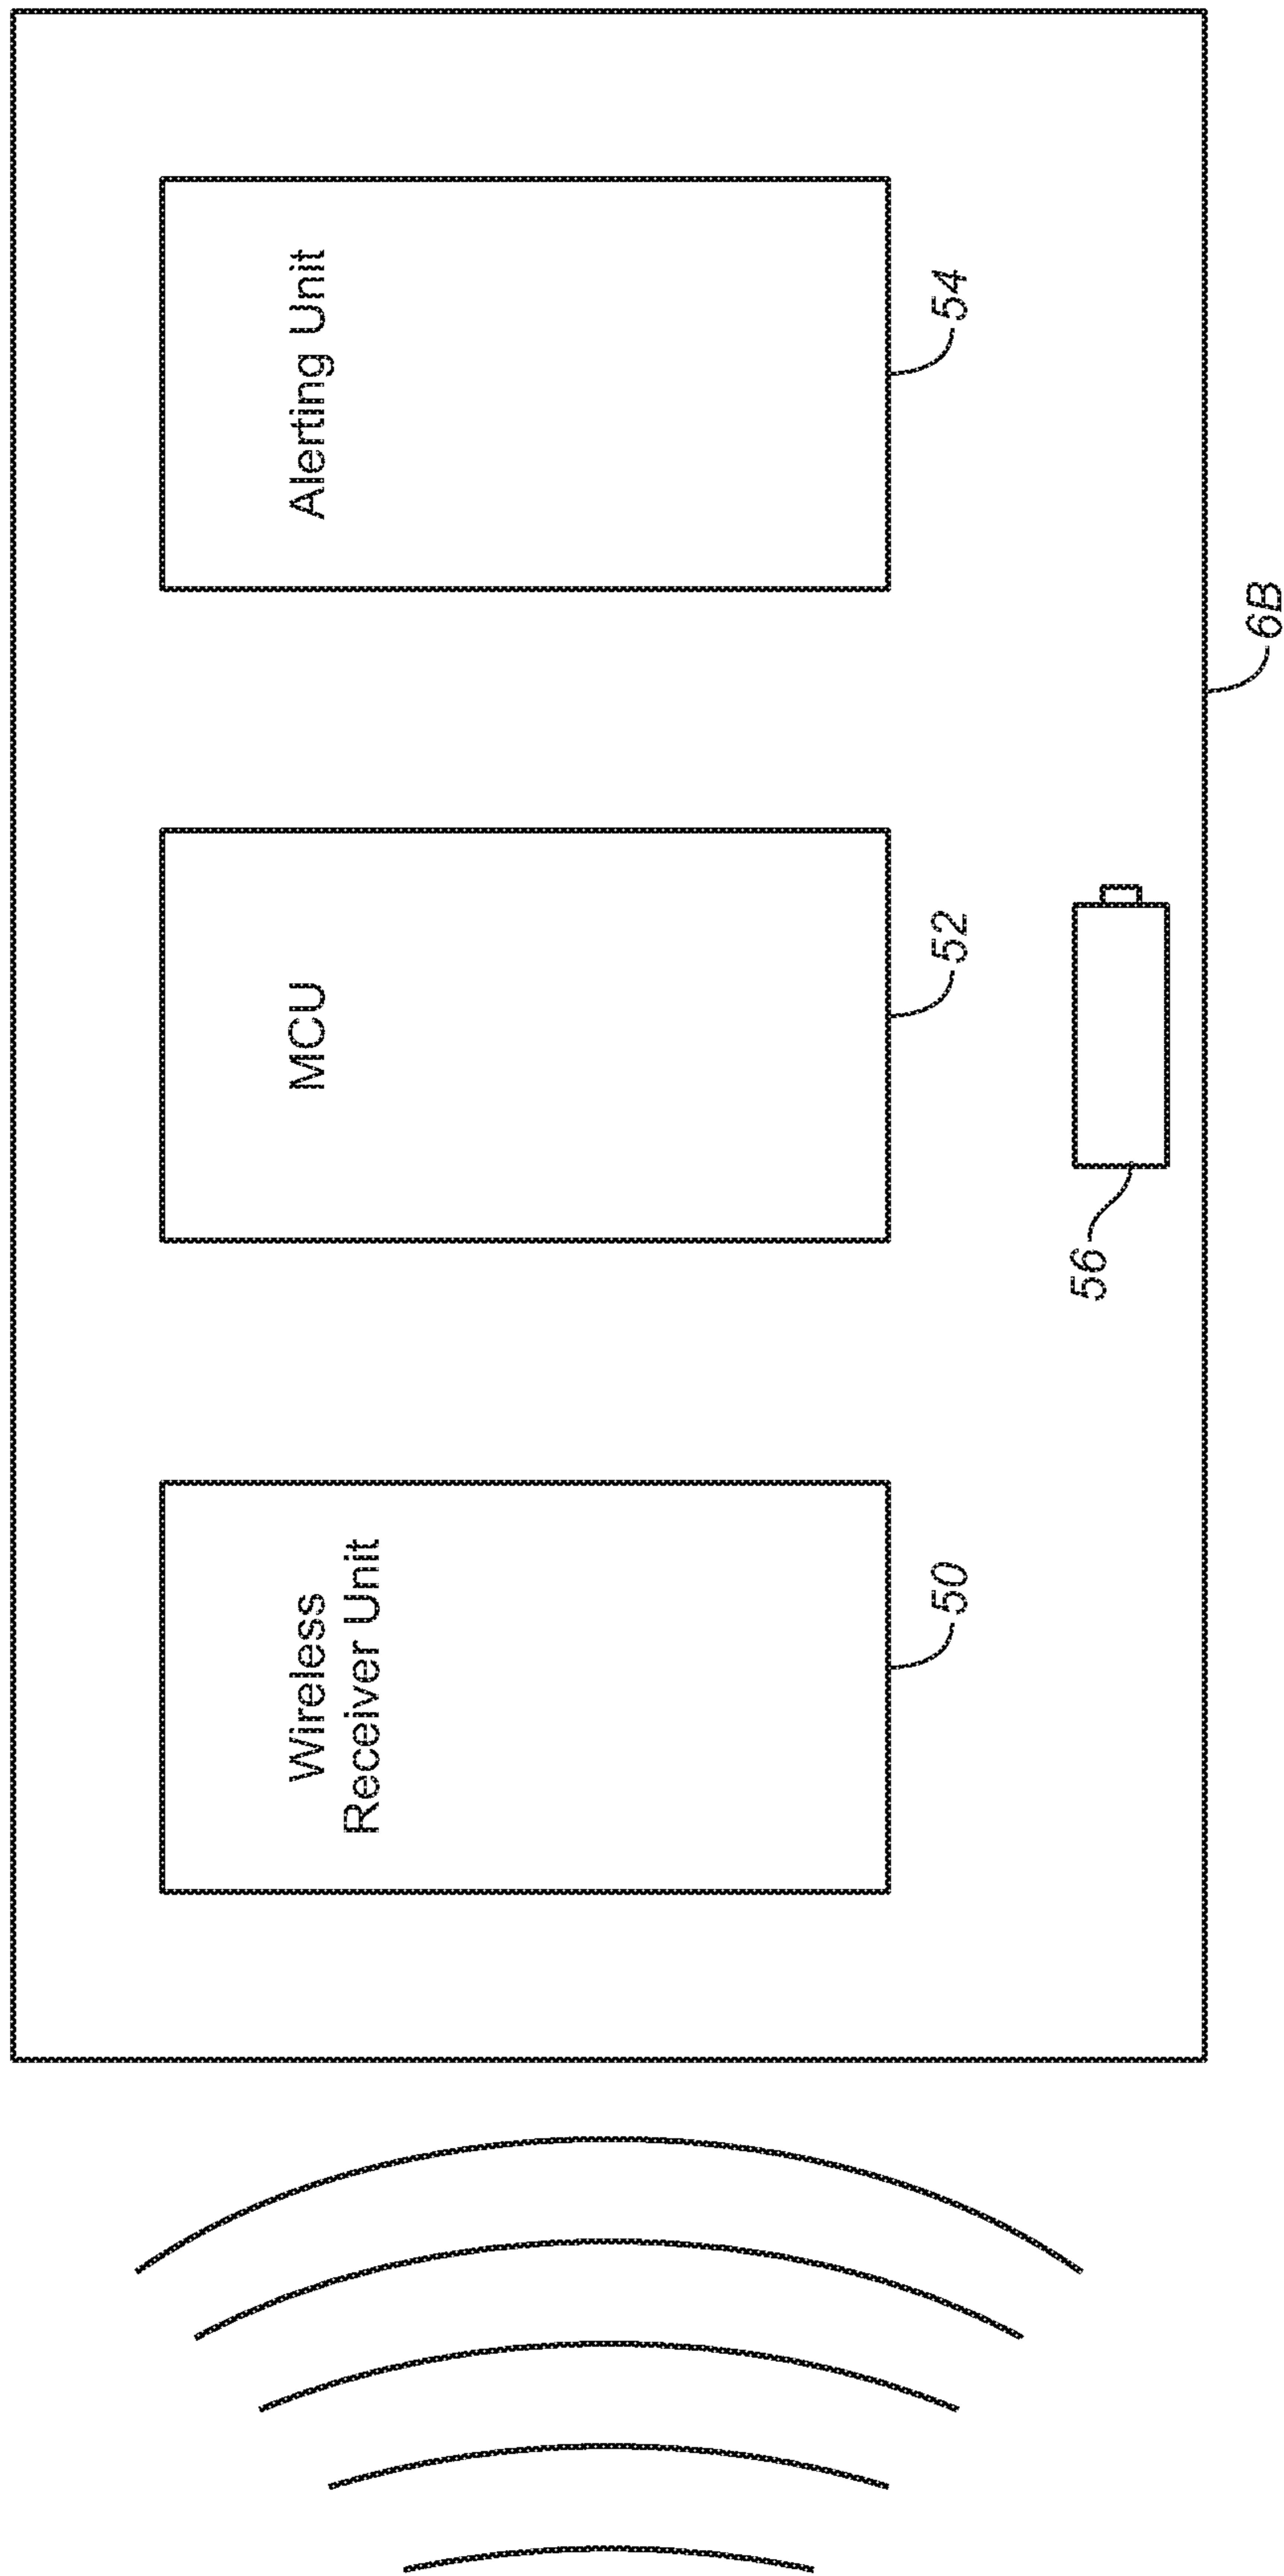 Wireless
Receiver Unit
MCU
Alerting Unit
50
52
54
56
6B